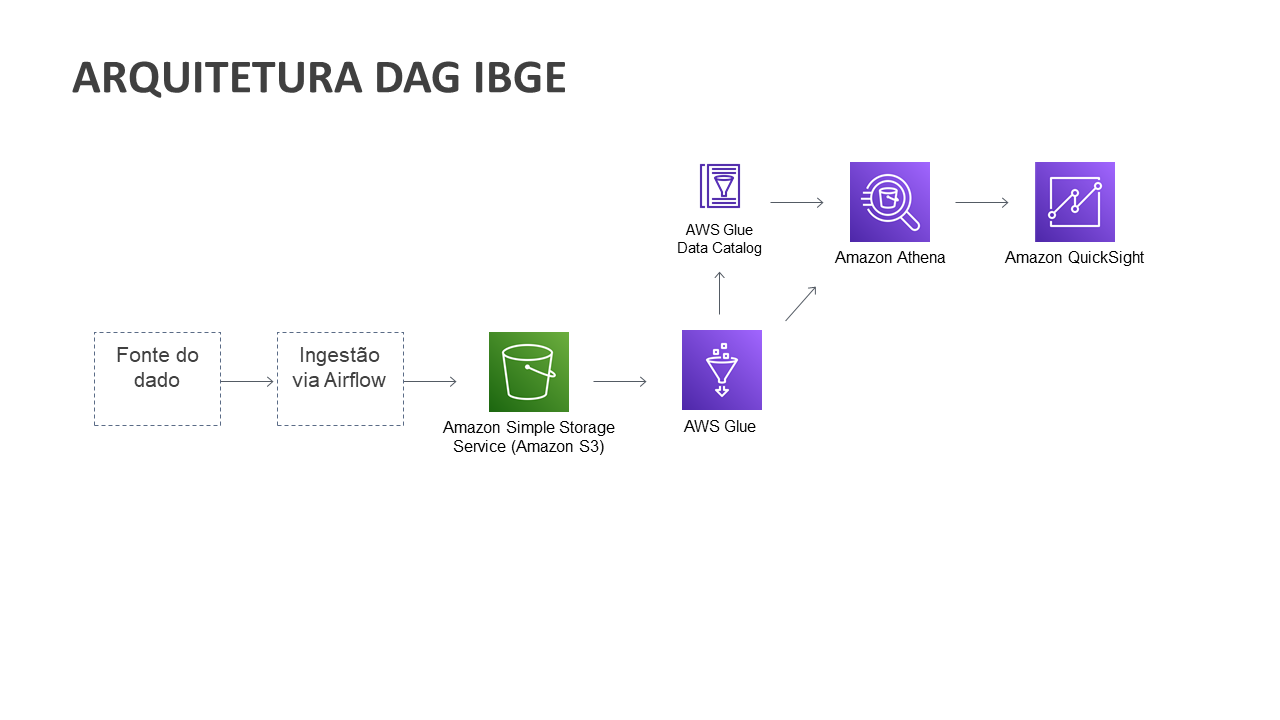 ARQUITETURA DAG IBGE
AWS Glue
Data Catalog
Amazon Athena
Amazon QuickSight
Fonte do
dado
Ingestão
via Airflow
Amazon Simple Storage
Service (Amazon S3)
AWS Glue